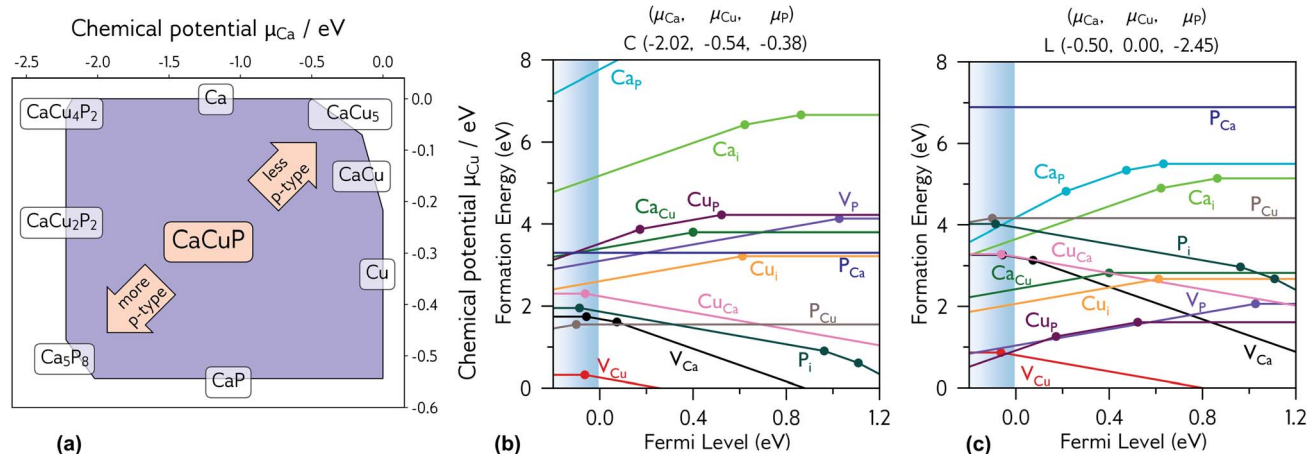 Chemical potential μCa / eV
-2.5 -2.0 -1.5 -1.0 -0.5 0.0
Ca
CaCu4P2
CaCu5
less
p-type
CaCu
CaCu2P2
CaCuP
Cu
more
p-type
Ca5P8
CaP
0.0
-0.1
-0.2
-0.3
-0.4
-0.5
-0.6
Chemical potential μCu / eV
(a)
(μCa, μCu, μP)
C (-2.02, -0.54, -0.38)
8
6
4
2
0
Formation Energy (eV)
CaP
Cai
CuP
VP
CaCu
PCa
Cui
CuCa
PCu
Pi
VCa
VCu
0.0 0.4 0.8 1.2
Fermi Level (eV)
(b)
(μCa, μCu, μP)
L (-0.50, 0.00, -2.45)
8
6
4
2
0
Formation Energy (eV)
PCa
CaP
Cai
PCu
Pi
CuCa
CaCu
Cui
VP
CuP
VCa
VCu
0.0 0.4 0.8 1.2
Fermi Level (eV)
(c)